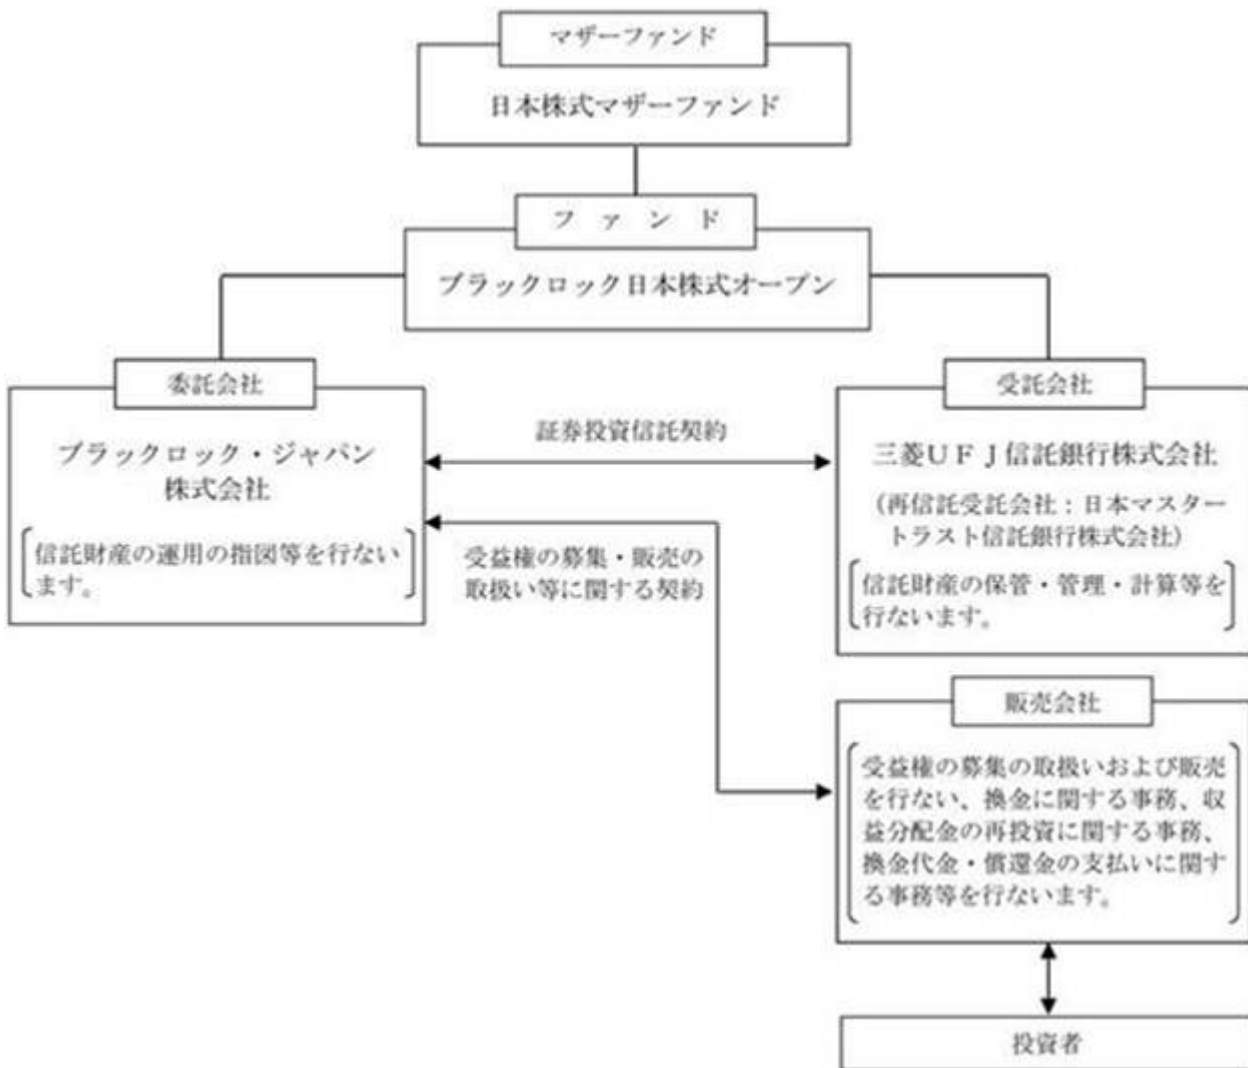 マザーファンド
日本株式マザーファンド
ファンド
ブラックロック日本株式オープン
委託会社
ブラックロック・ジャパン
株式会社
信託財産の運用の指図等を行ない
ます。
証券投資信託契約
受益権の募集・販売の
取扱い等に関する契約
受託会社
三菱UFJ信託銀行株式会社
（再信託受託会社：日本マスター
トラスト信託銀行株式会社）
信託財産の保管・管理・計算等を
行ないます。
販売会社
受益権の募集の取扱いおよび販売
を行ない、換金に関する事務、収
益分配金の再投資に関する事務、
換金代金・償還金の支払いに関す
る事務等を行ないます。
投資者